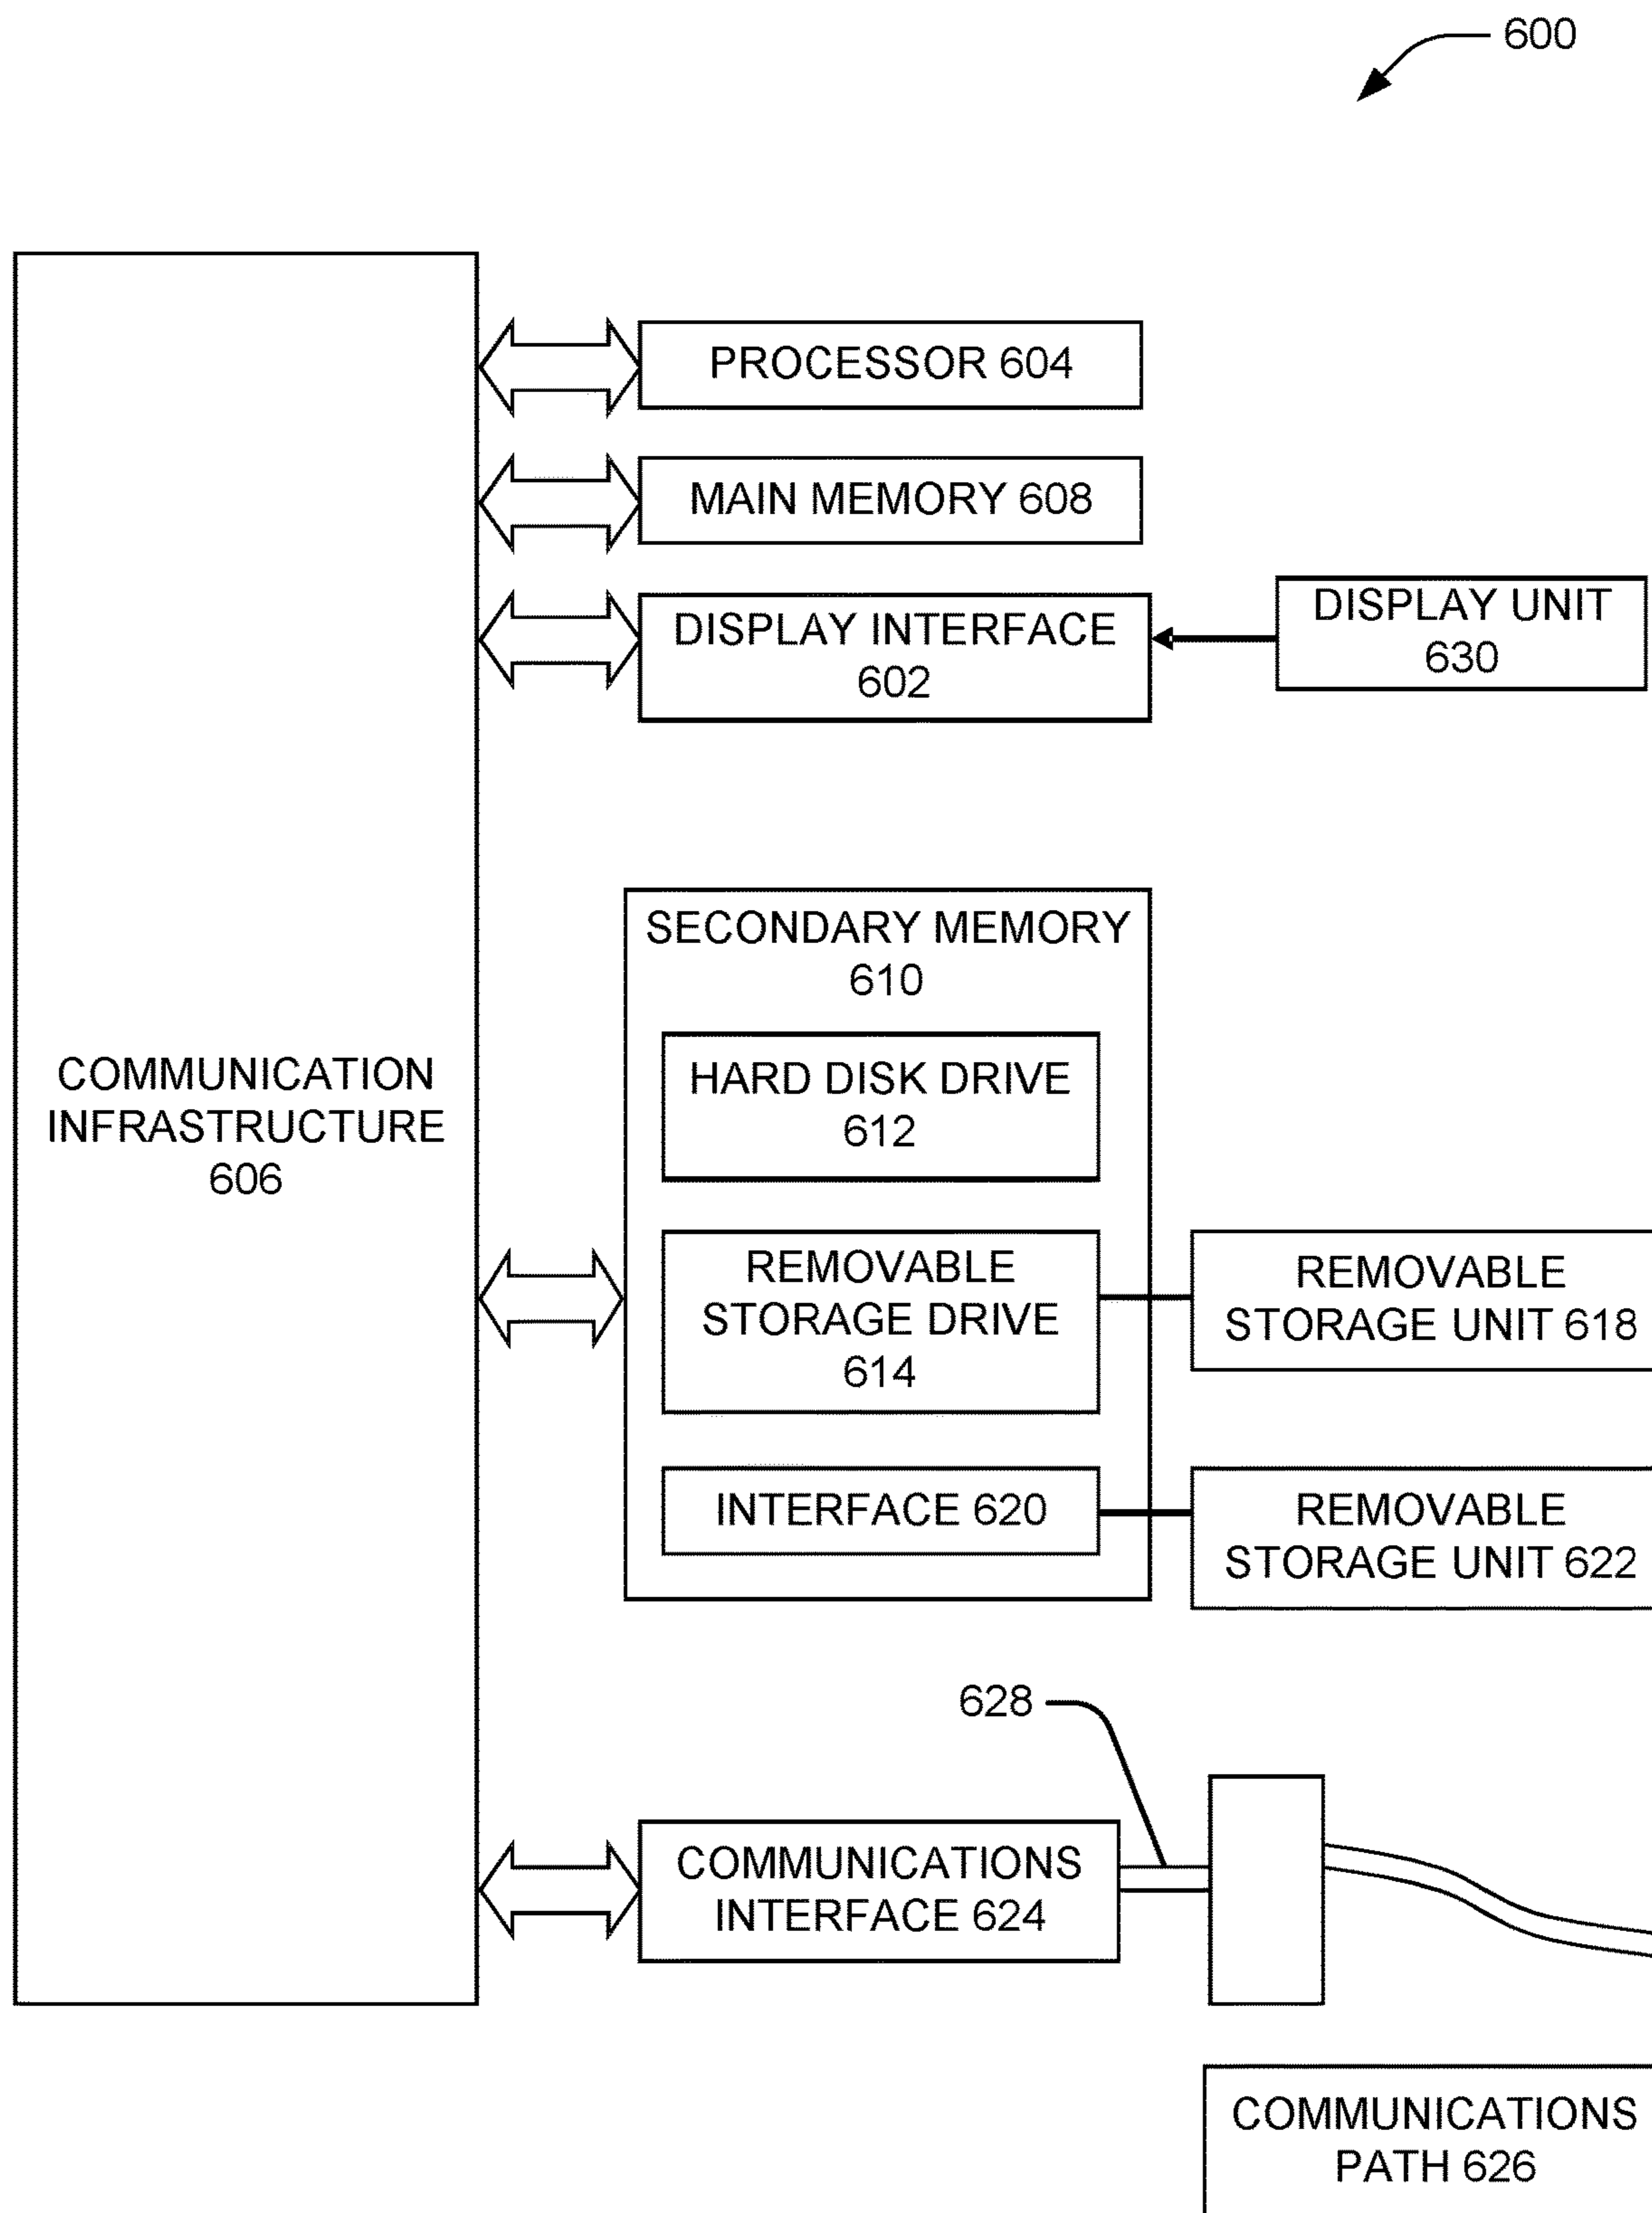 600
PROCESSOR 604
MAIN MEMORY 608
DISPLAY INTERFACE
602
DISPLAY UNIT
630
COMMUNICATION
INFRASTRUCTURE
606
SECONDARY MEMORY
610
HARD DISK DRIVE
612
REMOVABLE
STORAGE DRIVE
614
REMOVABLE
STORAGE UNIT 618
INTERFACE 620
REMOVABLE
STORAGE UNIT 622
628
COMMUNICATIONS
INTERFACE 624
COMMUNICATIONS
PATH 626